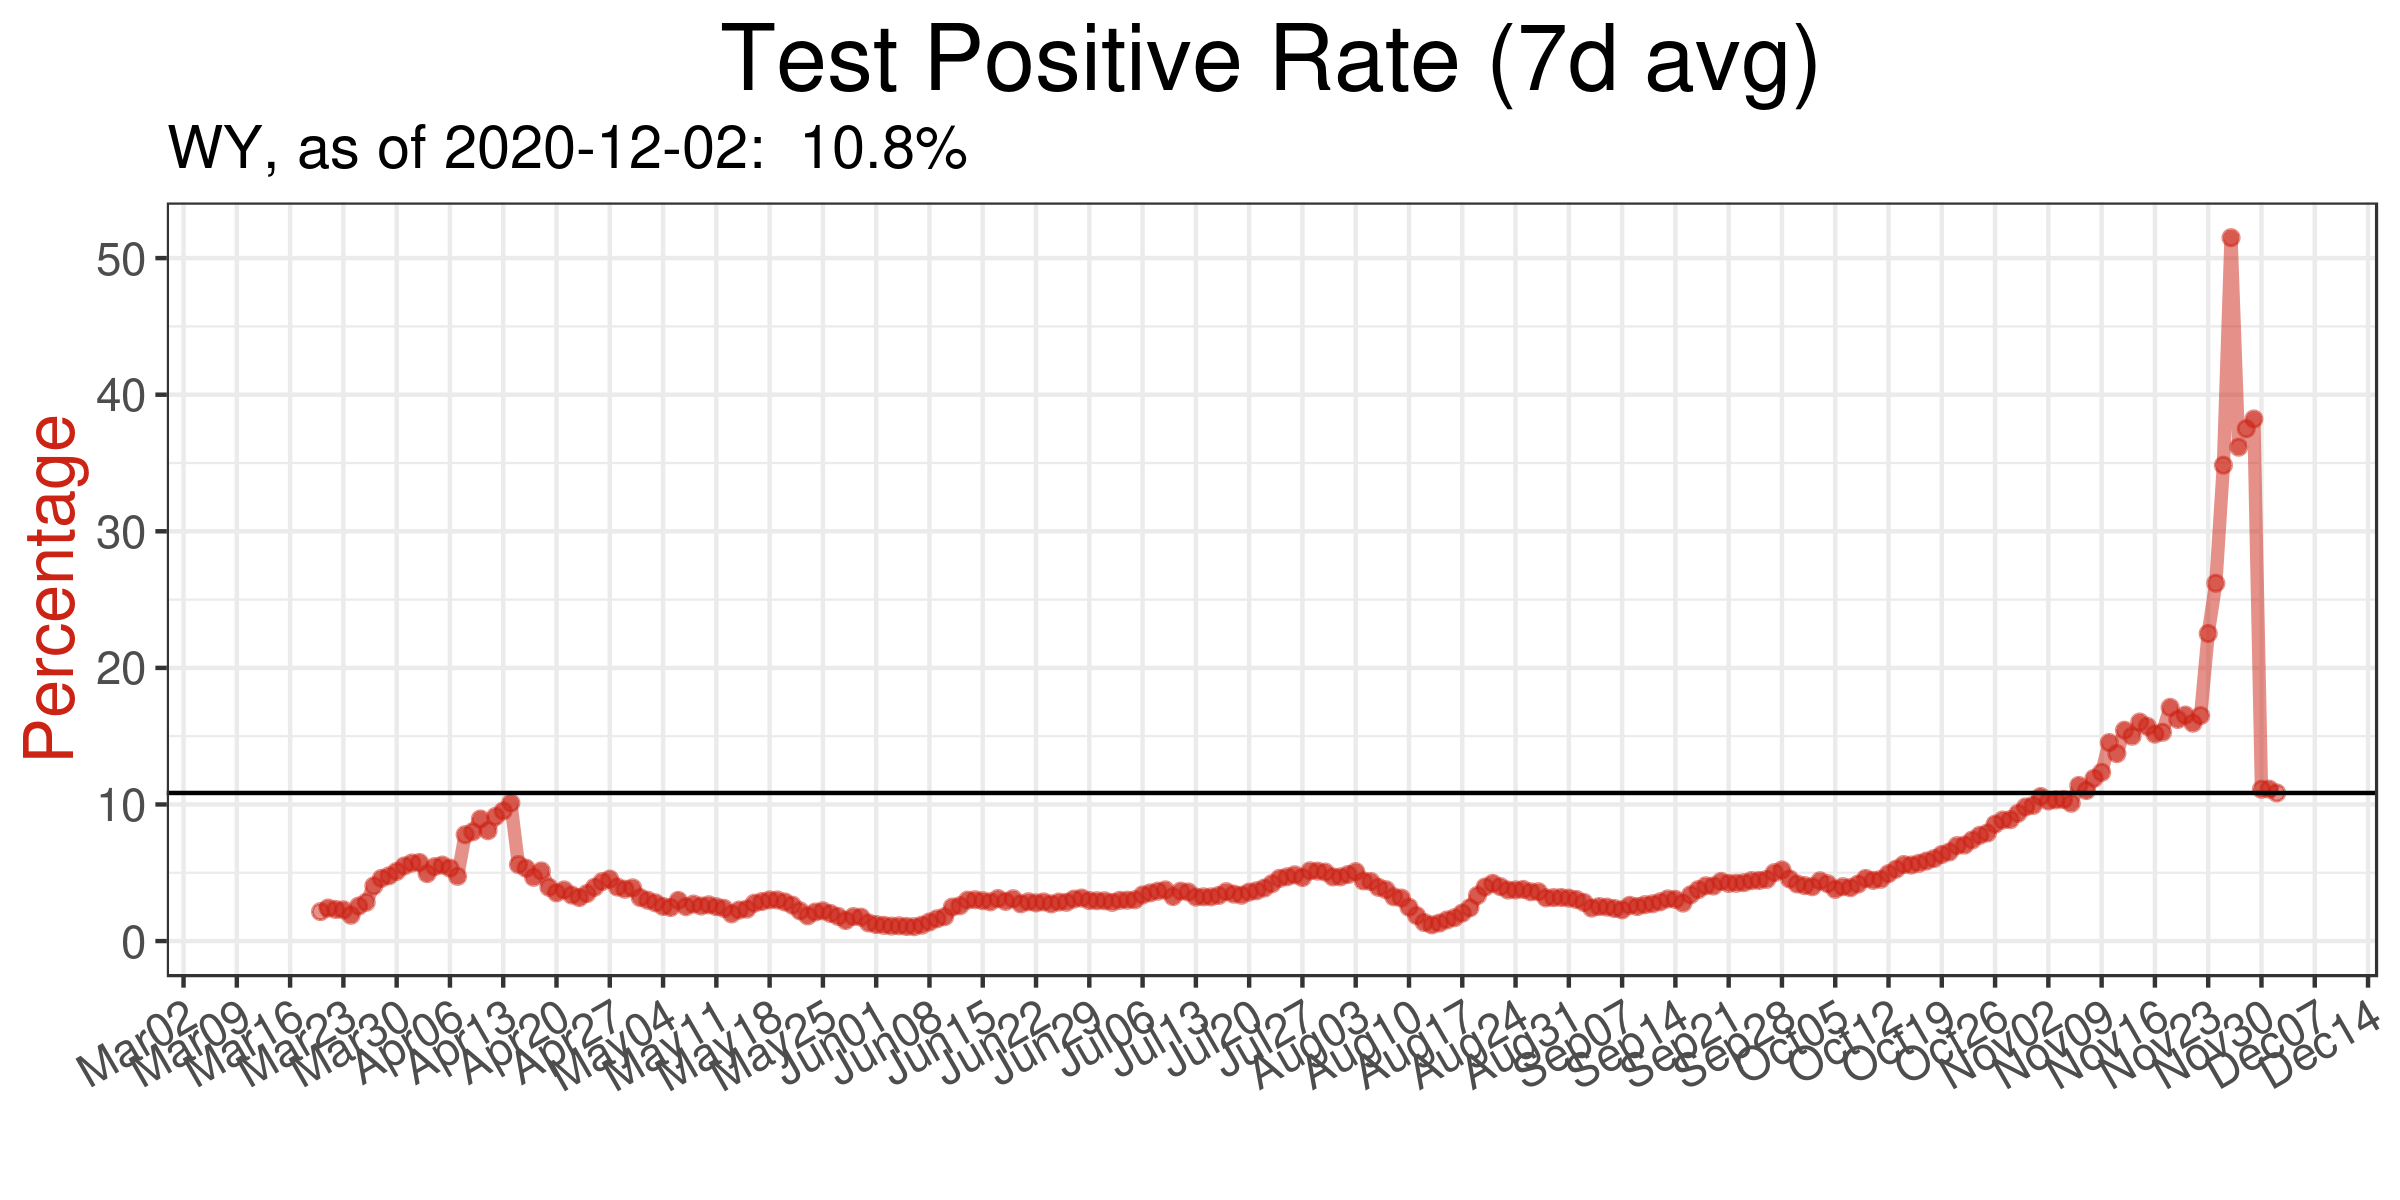 Test Positive Rate (7d avg)
WY, as of 2020-12-02:  10.8%
Percentage
50
40
30
20
10
0
Mar02
Mar09
Mar16
Mar23
Mar30
Apr06
Apr13
Apr20
Apr27
May04
May11
May18
May25
Jun01
Jun08
Jun15
Jun22
Jun29
Jul06
Jul13
Jul20
Jul27
Aug03
Aug10
Aug17
Aug24
Aug31
Sep07
Sep14
Sep21
Sep28
Oct05
Oct12
Oct19
Oct26
Nov02
Nov09
Nov16
Nov23
Nov30
Dec07
Dec14